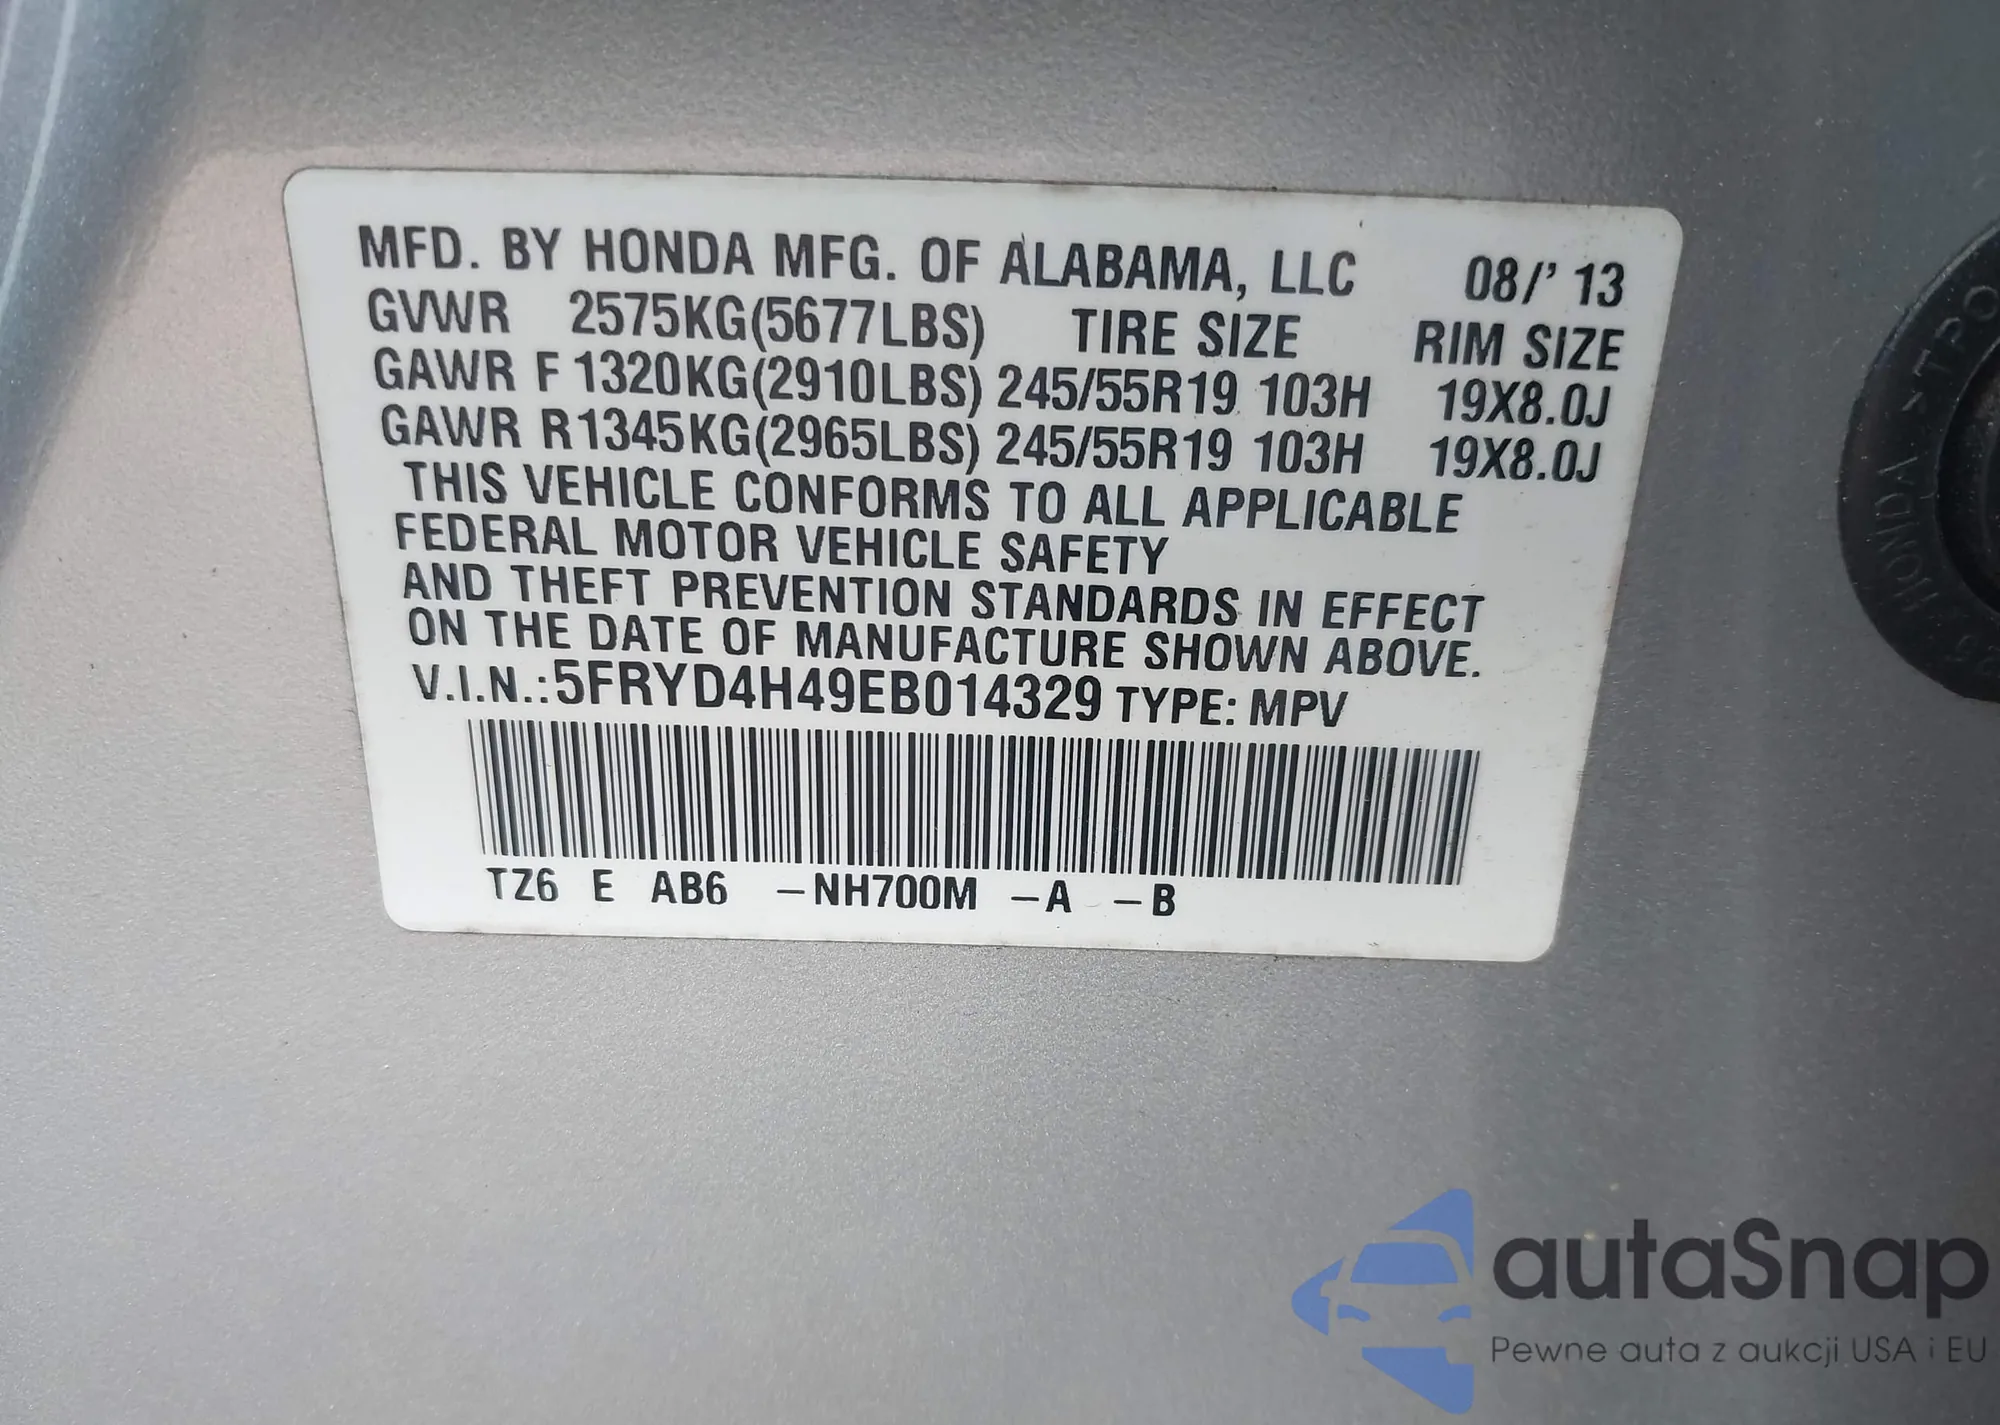 MFD. BY HONDA MFG. OF ALABAMA, LLC 08/' 13
GVWR 2575KG(5677LBS) TIRE SIZE RIM SIZE
GAWR F 1320KG(2910LBS) 245/55R19 103H 19X8.0J
GAWR R1345KG(2965LBS) 245/55R19 103H 19X8.0J
THIS VEHICLE CONFORMS TO ALL APPLICABLE
FEDERAL MOTOR VEHICLE SAFETY
AND THEFT PREVENTION STANDARDS IN EFFECT
ON THE DATE OF MANUFACTURE SHOWN ABOVE.
V.I.N.:5FRYD4H49EB014329 TYPE: MPV
TZ6 E AB6 -NH700M -A -B
HONDA >TPO
autaSnap
Pewne auta z aukcji USA i EU